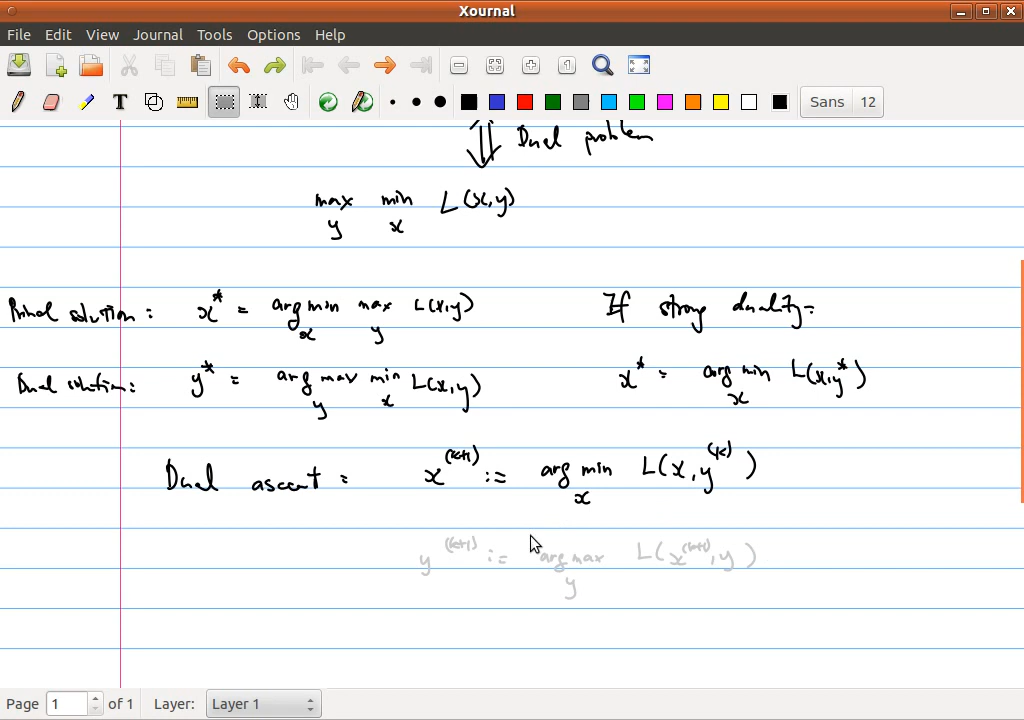 Xournal
File Edit View Journal Tools Options Help
Sans 12
Dual problem
max min L(x,y)
y x
Primal solution: x* = arg min max L(x,y)
x y
If strong duality:
Dual solution: y* = arg max min L(x,y)
y x
x* = arg min L(x,y*)
x
Dual ascent: x^(k+1) := arg min L(x,y^(k))
x
y^(k+1) := arg max L(x^(k+1),y)
y
Page 1 of 1 Layer: Layer 1